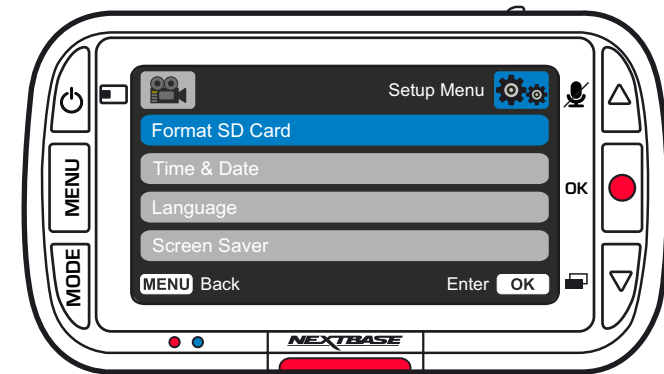 Setup Menu
Format SD Card
Time & Date
Language
Screen Saver
MENU Back
Enter OK
MENU
MODE
OK
NEXTBASE